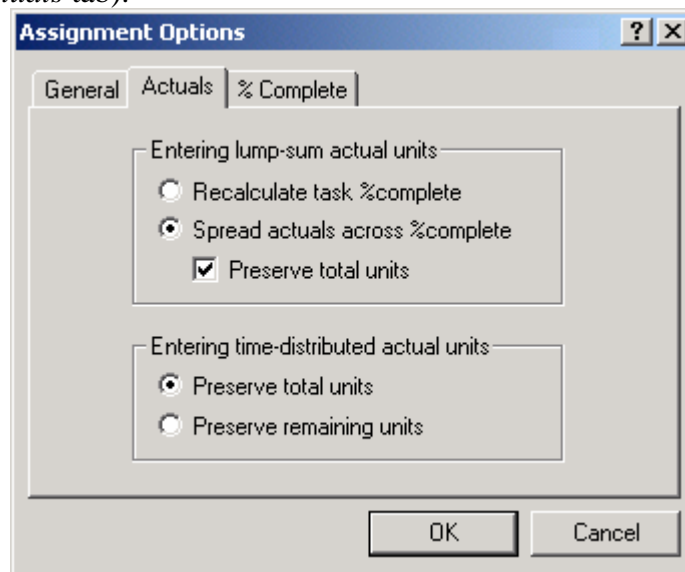 tab).
Assignment Options
General Actuals % Complete
Entering lump-sum actual units
Recalculate task %complete
Spread actuals across %complete
Preserve total units
Entering time-distributed actual units
Preserve total units
Preserve remaining units
OK Cancel